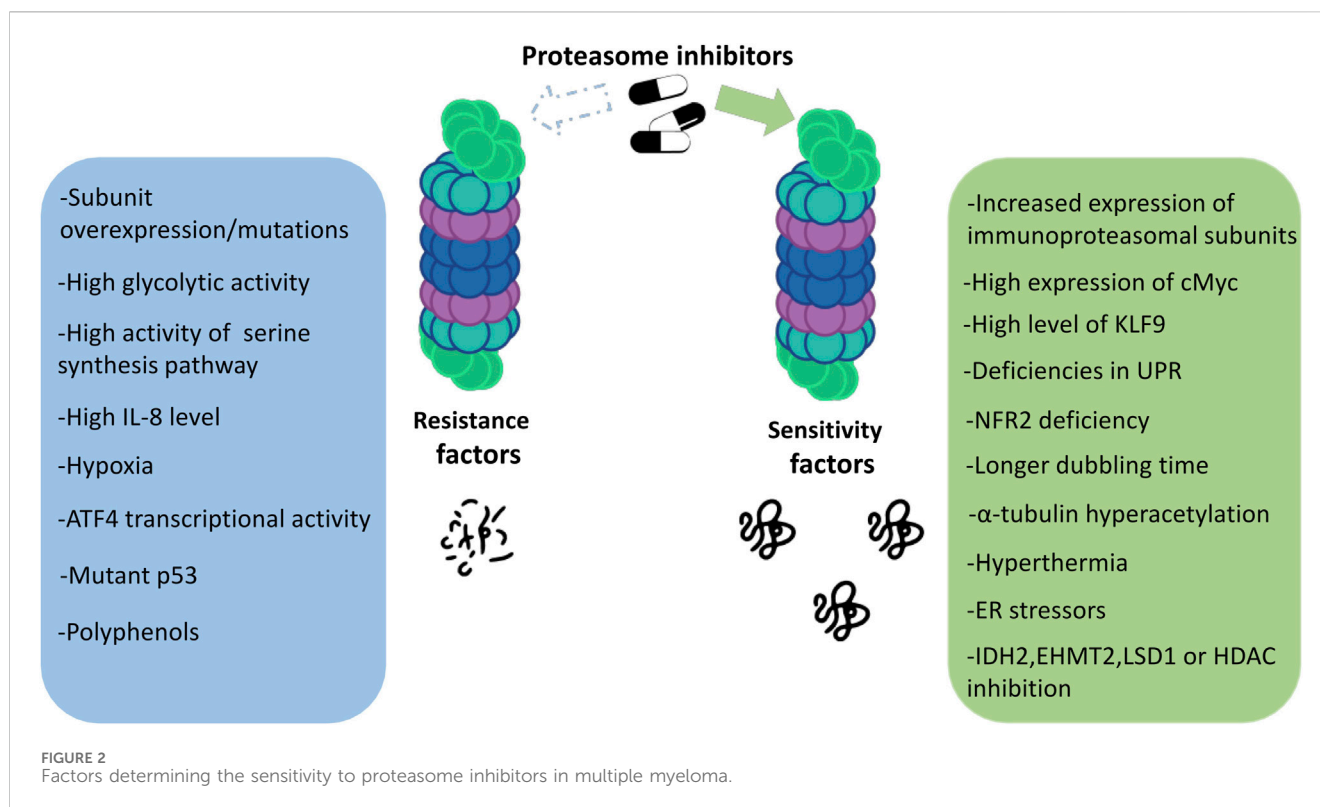 Proteasome inhibitors
-Subunit
overexpression/mutations
-High glycolytic activity
-High activity of serine
synthesis pathway
-High IL-8 level
-Hypoxia
-ATF4 transcriptional activity
-Mutant p53
-Polyphenols
Resistance
factors
Sensitivity
factors
-Increased expression of
immunoproteasomal subunits
-High expression of cMyc
-High level of KLF9
-Deficiencies in UPR
-NFR2 deficiency
-Longer dubbling time
-α-tubulin hyperacetylation
-Hyperthermia
-ER stressors
-IDH2,EHMT2,LSD1 or HDAC
inhibition
FIGURE 2
Factors determining the sensitivity to proteasome inhibitors in multiple myeloma.